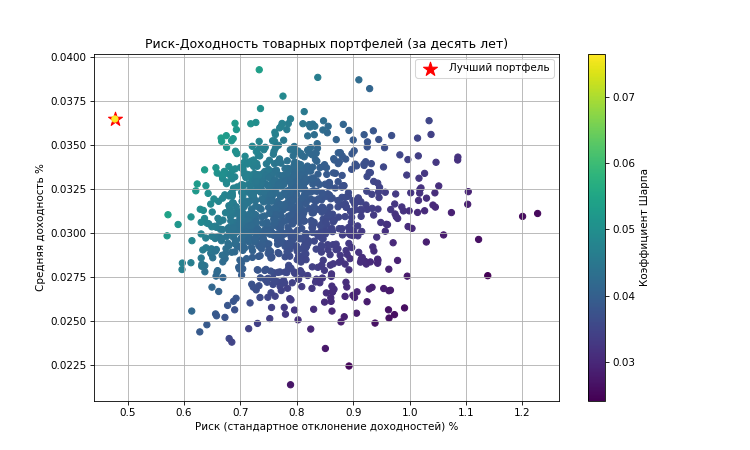 Риск-Доходность товарных портфелей (за десять лет)
Лучший портфель
0.0400
0.0375
0.0350
0.0325
0.0300
0.0275
0.0250
0.0225
Средняя доходность %
0.5 0.6 0.7 0.8 0.9 1.0 1.1 1.2
Риск (стандартное отклонение доходностей) %
0.07
0.06
0.05
0.04
0.03
Коэффициент Шарпа